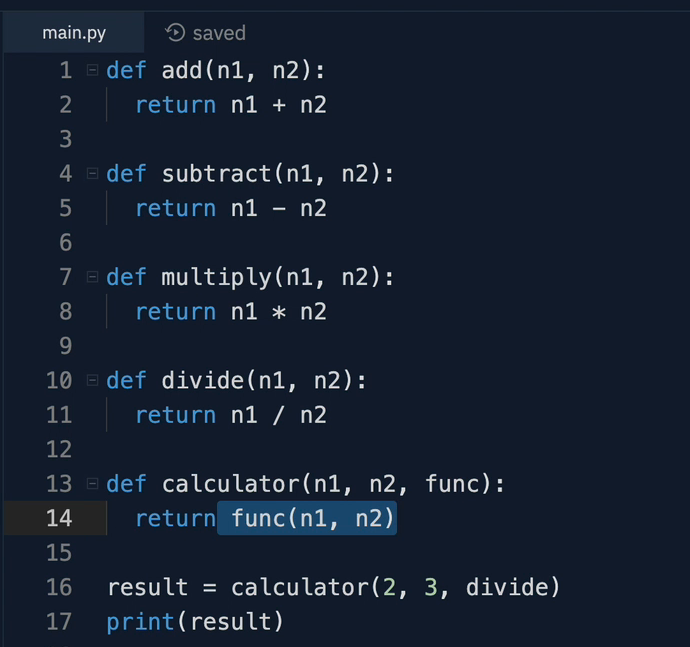 main.py saved
1 def add(n1, n2):
2 return n1 + n2
3
4 def subtract(n1, n2):
5 return n1 - n2
6
7 def multiply(n1, n2):
8 return n1 * n2
9
10 def divide(n1, n2):
11 return n1 / n2
12
13 def calculator(n1, n2, func):
14 return func(n1, n2)
15
16 result = calculator(2, 3, divide)
17 print(result)